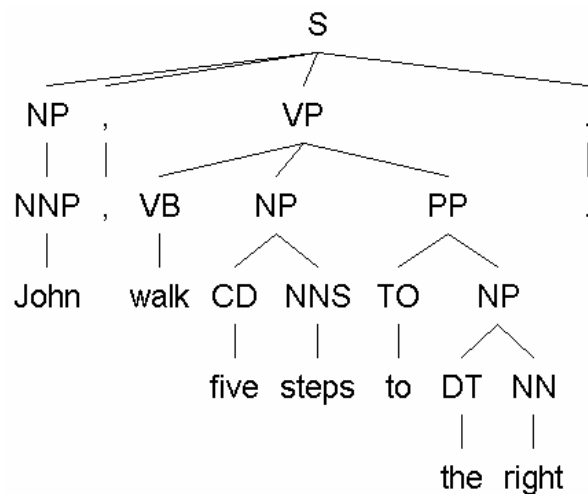 S
NP , VP .
NNP , VB NP PP .
John walk CD NNS TO NP
five steps to DT NN
the right